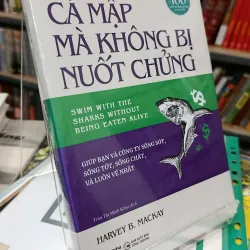 CÁ MẬP
MÀ KHÔNG BỊ
NUỐT CHỬNG
100
SWIM WITH THE
SHARKS WITHOUT
BEING EATEN ALIVE
GIÚP BẠN VÀ CÔNG TY SỐNG SÓT,
SỐNG TỐT, SỐNG CHẤT,
VÀ LUÔN VỀ NHẤT
HARVEY B. MACKAY